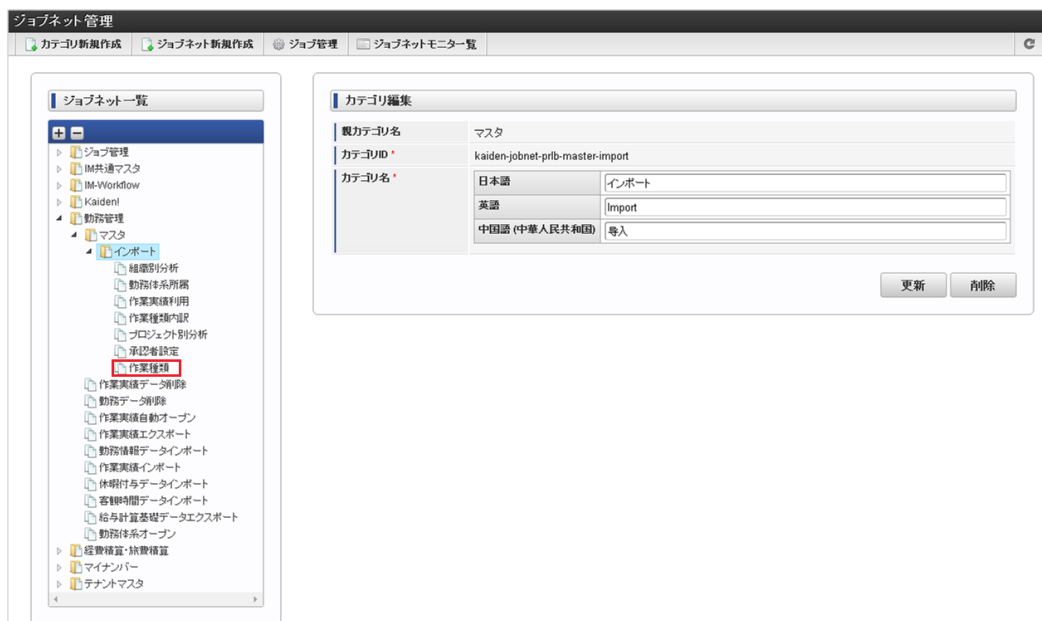 ジョブネット管理
カテゴリ新規作成 ジョブネット新規作成 ジョブ管理 ジョブネットモニター覧
ジョブネット一覧
ジョブ管理
IM共通マスタ
IM-Workflow
Kaiden!
勤務管理
マスタ
インポート
組織別分析
勤務体系所属
作業実績利用
作業種類内訳
プロジェクト別分析
承認者設定
作業種類
作業実績データ削除
勤務データ削除
作業実績自動オープン
作業実績エクスポート
勤務情報データインポート
作業実績インポート
休暇付与データインポート
客観時間データインポート
給与計算基礎データエクスポート
勤務体系オープン
経費精算・旅費精算
マイナンバー
テナントマスタ
カテゴリ編集
親カテゴリ名 マスタ
カテゴリID * kaiden-jobnet-prlb-master-import
カテゴリ名 * 日本語 インポート
英語 Import
中国語 (中華人民共和国) 导入
更新 削除